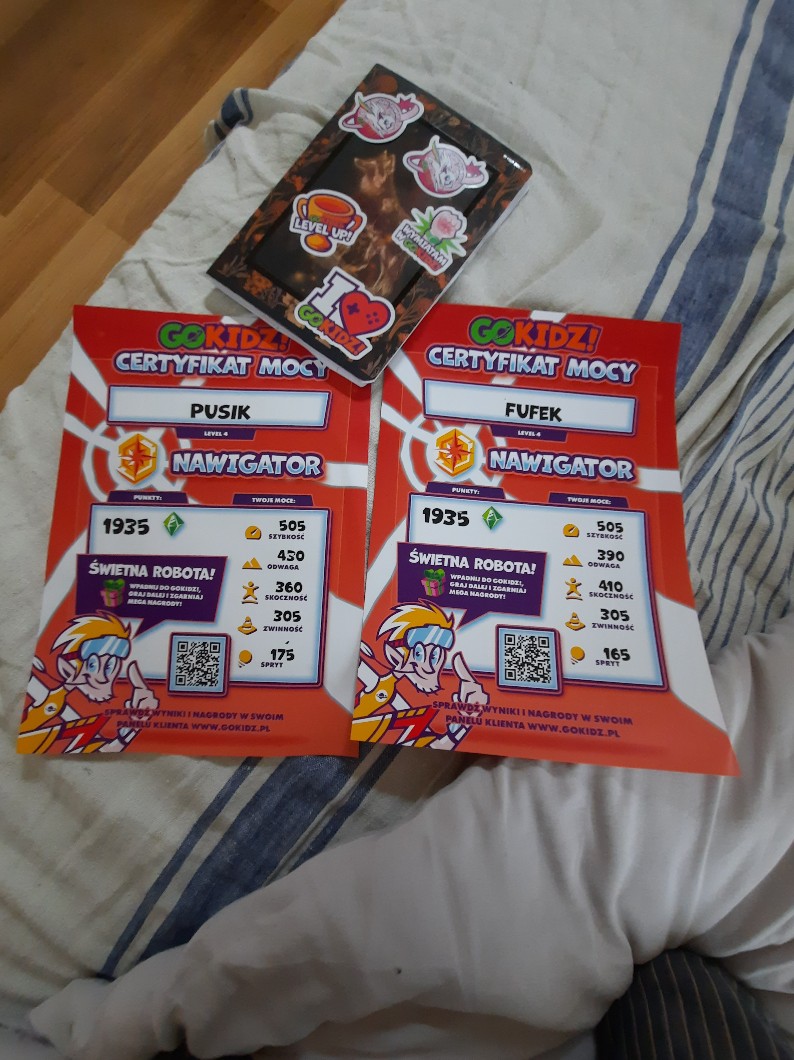 LEVEL UP!
WYMIATAM
W GOKIDZ!
I
GOKIDZ!
GOKIDZ!
CERTYFIKAT MOCY
PUSIK
LEVEL 4
NAWIGATOR
PUNKTY:
TWOJE MOCE:
1935
505
SZYBKOŚĆ
430
ODWAGA
360
SKOCZNOŚĆ
305
ZWINNOŚĆ
175
SPRYT
ŚWIETNA ROBOTA!
WPADNIJ DO GOKIDZ!,
GRAJ DALEJ I ZGARNIAJ
MEGA NAGRODY!
SPRAWDŹ WYNIKI I NAGRODY W SWOIM
PANELU KLIENTA WWW.GOKIDZ.PL
GOKIDZ!
CERTYFIKAT MOCY
FUFEK
LEVEL 4
NAWIGATOR
PUNKTY:
TWOJE MOCE:
1935
505
SZYBKOŚĆ
390
ODWAGA
410
SKOCZNOŚĆ
305
ZWINNOŚĆ
165
SPRYT
ŚWIETNA ROBOTA!
WPADNIJ DO GOKIDZ!,
GRAJ DALEJ I ZGARNIAJ
MEGA NAGRODY!
SPRAWDŹ WYNIKI I NAGRODY W SWOIM
PANELU KLIENTA WWW.GOKIDZ.PL